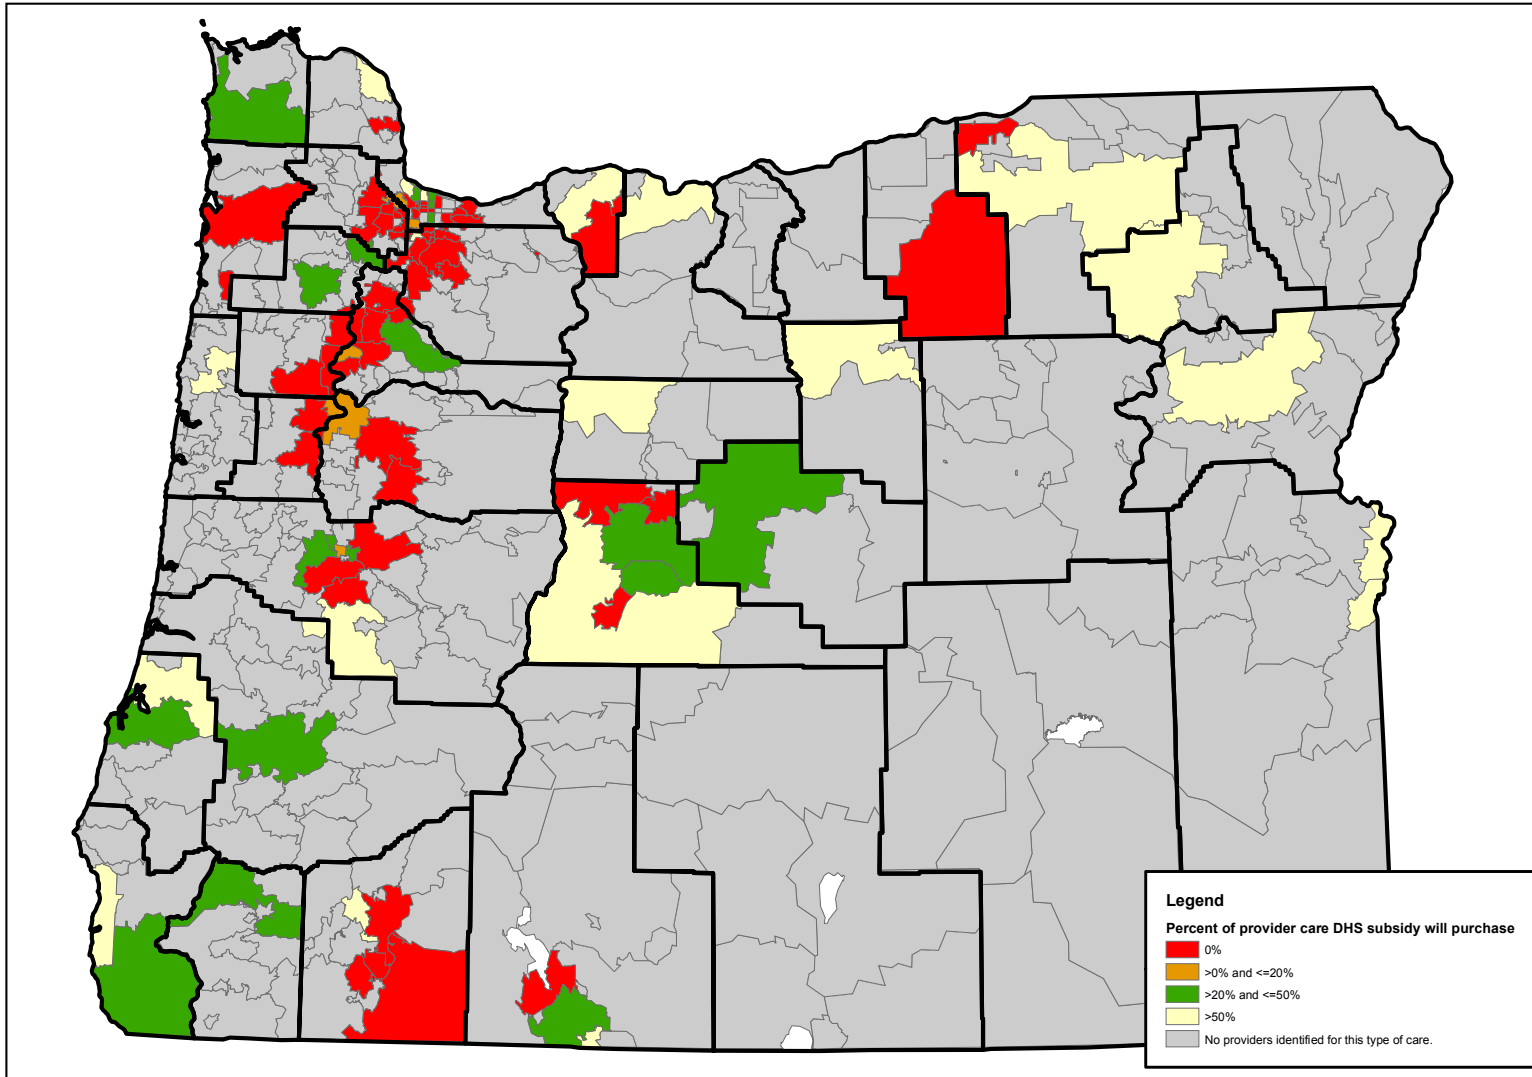 Legend
Percent of provider care DHS subsidy will purchase
0%
>0% and <=20%
>20% and <=50%
>50%
No providers identified for this type of care.